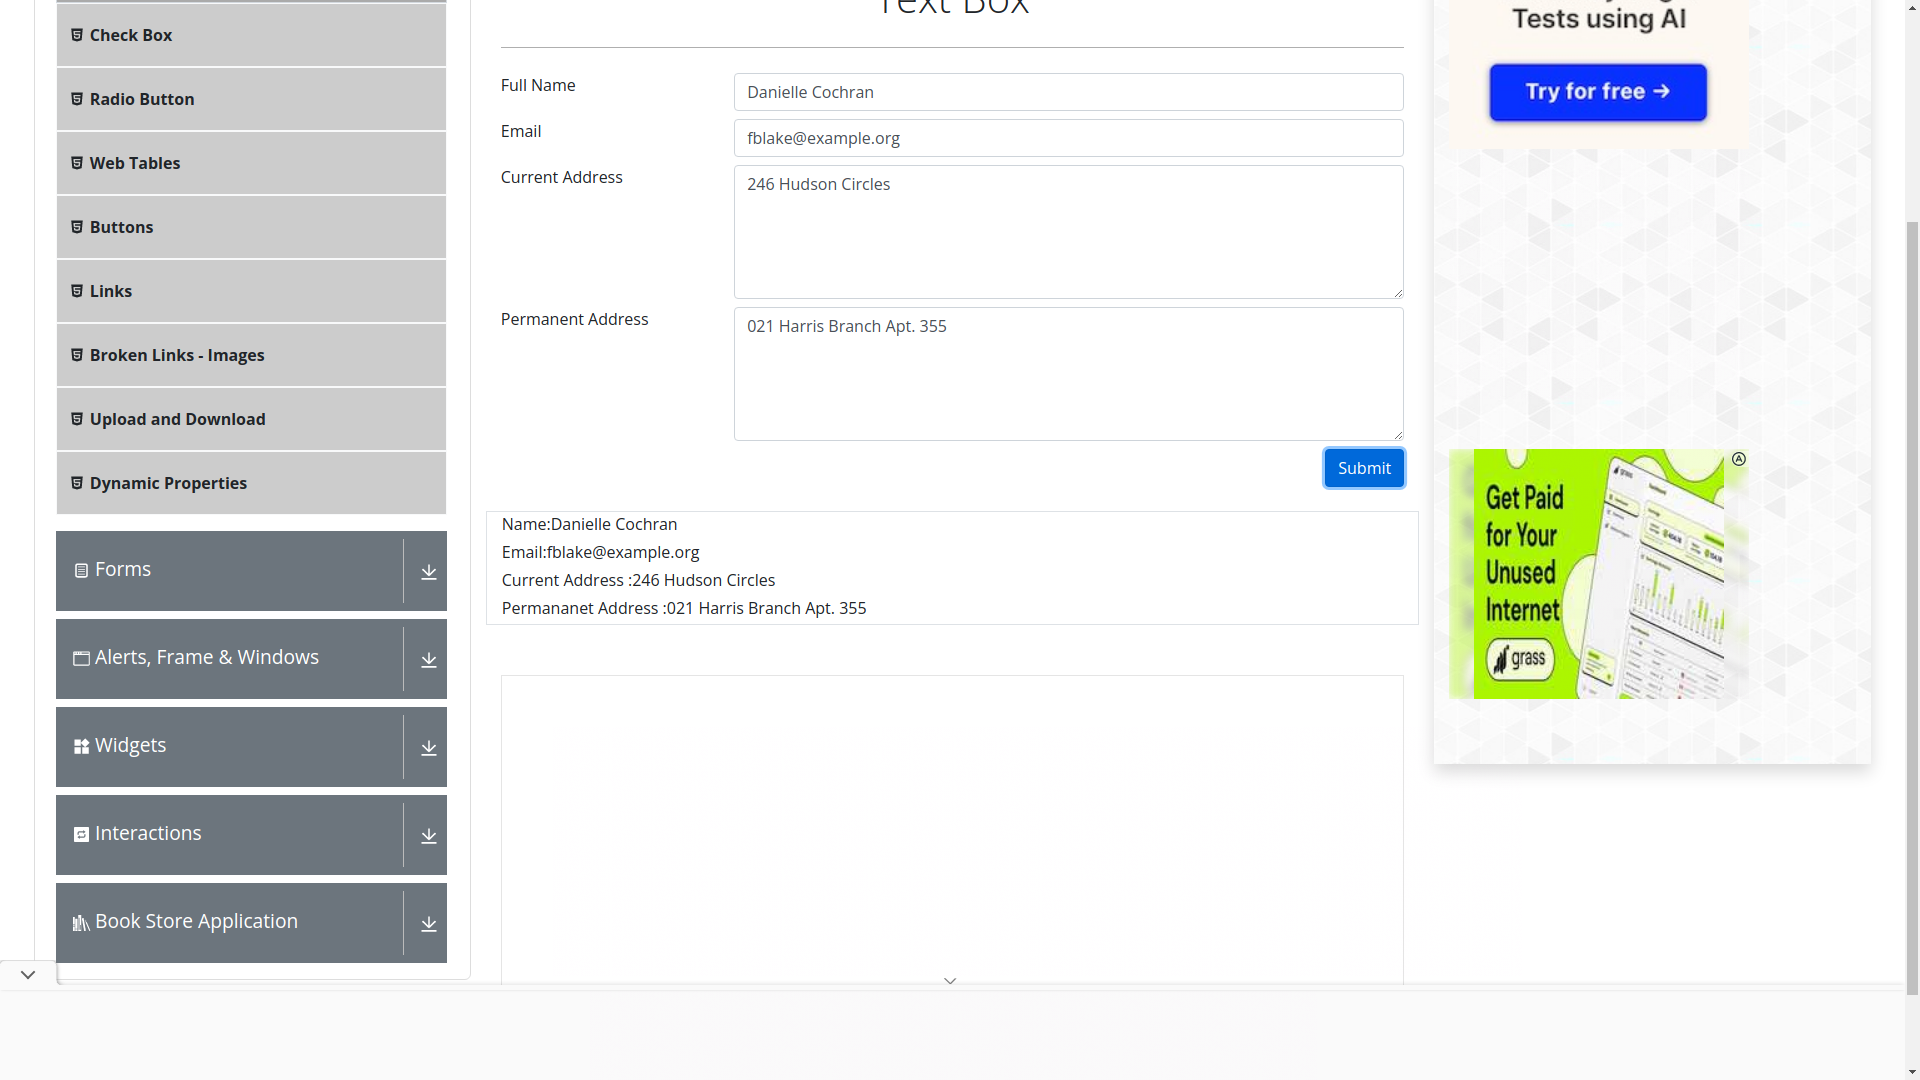 Text Box
Check Box
Radio Button
Web Tables
Buttons
Links
Broken Links - Images
Upload and Download
Dynamic Properties
Forms
Alerts, Frame & Windows
Widgets
Interactions
Book Store Application
Full Name
Danielle Cochran
Email
fblake@example.org
Current Address
246 Hudson Circles
Permanent Address
021 Harris Branch Apt. 355
Submit
Name:Danielle Cochran
Email:fblake@example.org
Current Address :246 Hudson Circles
Permananet Address :021 Harris Branch Apt. 355
Tests using AI
Try for free →
Get Paid
for Your
Unused
Internet
grass